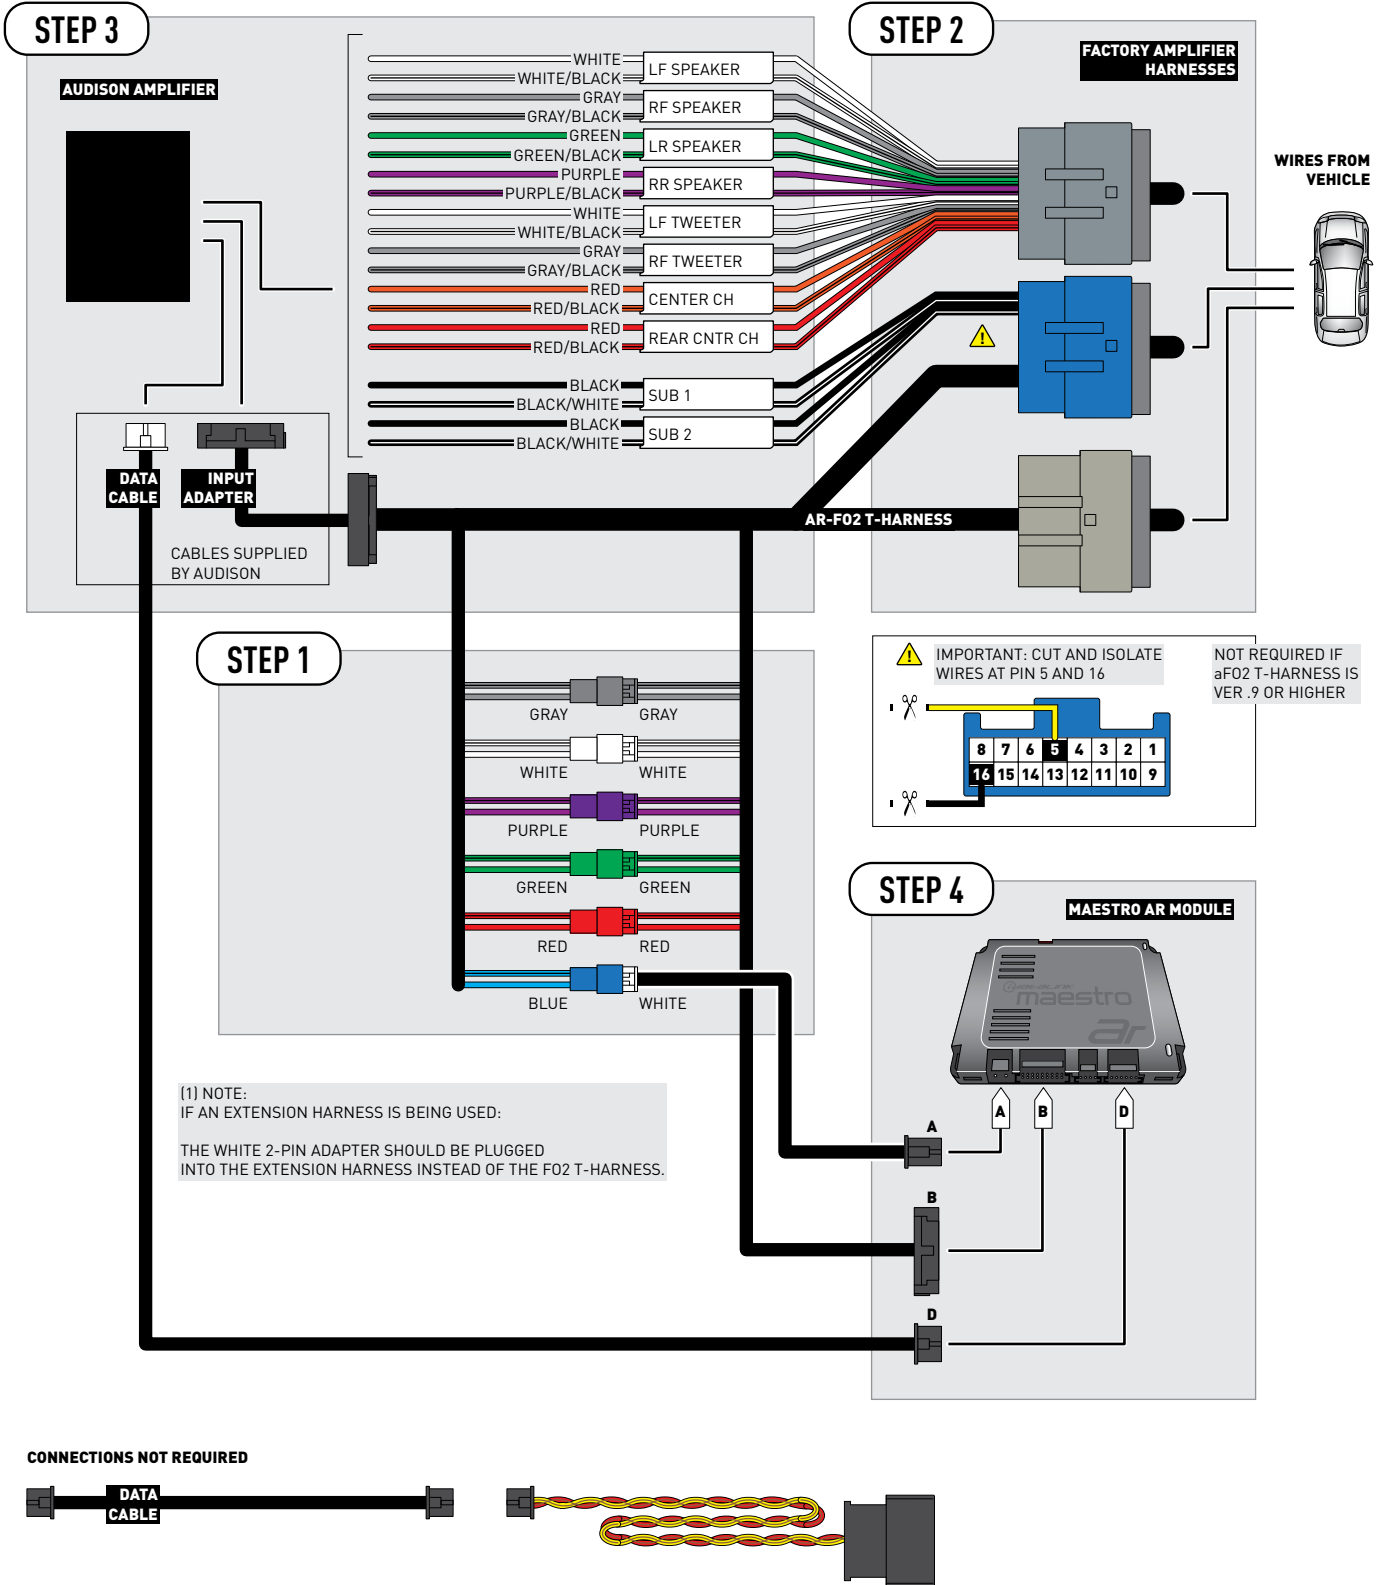 STEP 3
AUDISON AMPLIFIER
WHITE
WHITE/BLACK
LF SPEAKER
GRAY
GRAY/BLACK
RF SPEAKER
GREEN
GREEN/BLACK
LR SPEAKER
PURPLE
PURPLE/BLACK
RR SPEAKER
WHITE
WHITE/BLACK
LF TWEETER
GRAY
GRAY/BLACK
RF TWEETER
RED
RED/BLACK
CENTER CH
RED
RED/BLACK
REAR CNTR CH
BLACK
BLACK/WHITE
SUB 1
BLACK
BLACK/WHITE
SUB 2
DATA
CABLE
INPUT
ADAPTER
CABLES SUPPLIED
BY AUDISON
STEP 2
FACTORY AMPLIFIER
HARNESSES
WIRES FROM
VEHICLE
!
AR-FO2 T-HARNESS
!
IMPORTANT: CUT AND ISOLATE
WIRES AT PIN 5 AND 16
NOT REQUIRED IF
aFO2 T-HARNESS IS
VER .9 OR HIGHER
8 7 6 5 4 3 2 1
16 15 14 13 12 11 10 9
STEP 1
GRAY GRAY
WHITE WHITE
PURPLE PURPLE
GREEN GREEN
RED RED
BLUE WHITE
(1) NOTE:
IF AN EXTENSION HARNESS IS BEING USED:
THE WHITE 2-PIN ADAPTER SHOULD BE PLUGGED
INTO THE EXTENSION HARNESS INSTEAD OF THE FO2 T-HARNESS.
STEP 4
MAESTRO AR MODULE
maestro
ar
A B D
A
B
D
CONNECTIONS NOT REQUIRED
DATA
CABLE